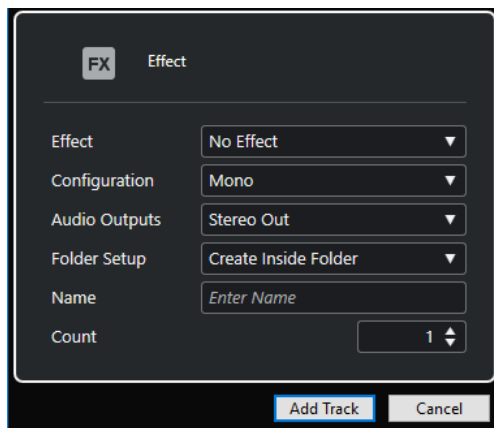 FX Effect
Effect No Effect
Configuration Mono
Audio Outputs Stereo Out
Folder Setup Create Inside Folder
Name Enter Name
Count 1
Add Track Cancel